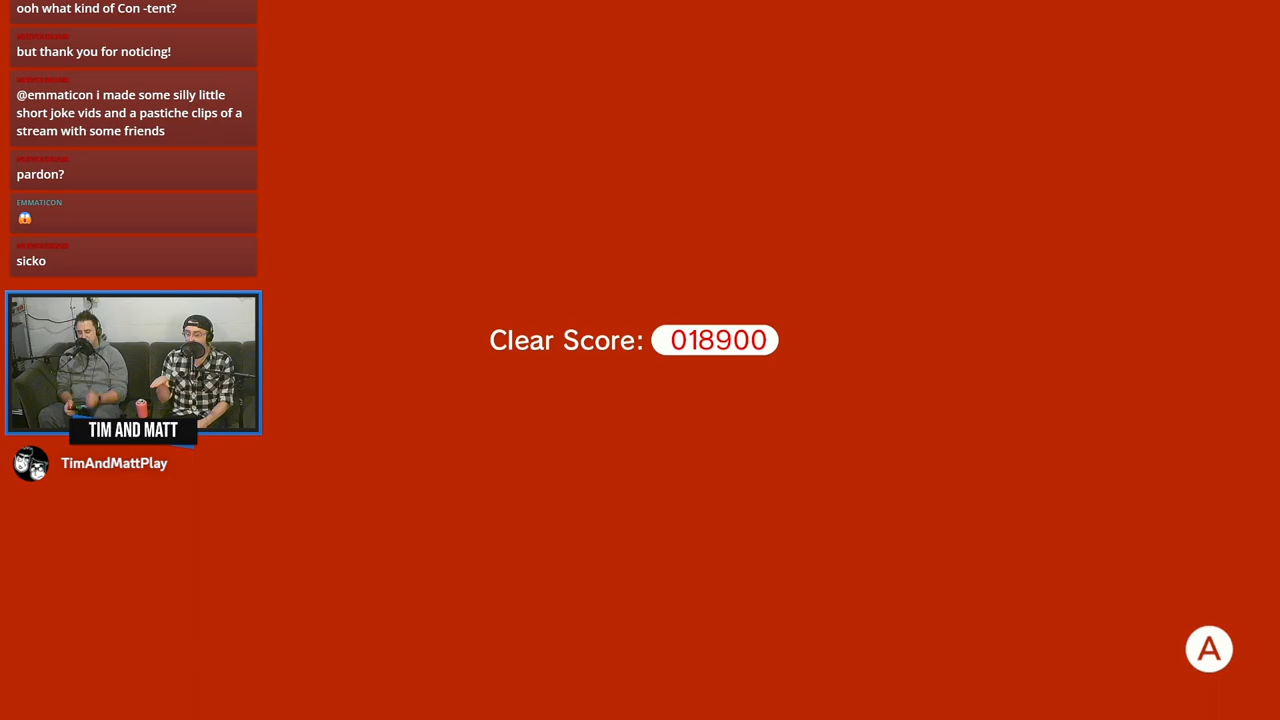 ooh what kind of Con -tent?
but thank you for noticing!
@emmaticon i made some silly little
short joke vids and a pastiche clips of a
stream with some friends
pardon?
EMMATICON
😱
sicko
Clear Score: 018900
TIM AND MATT
TimAndMattPlay
A